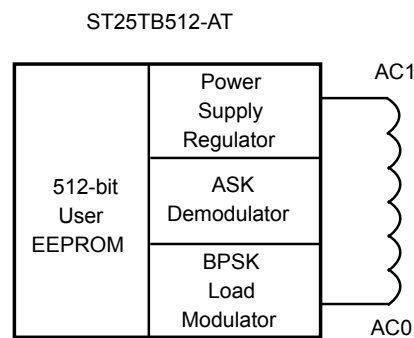 ST25TB512-AT
512-bit
User
EEPROM
Power
Supply
Regulator
ASK
Demodulator
BPSK
Load
Modulator
AC1
AC0